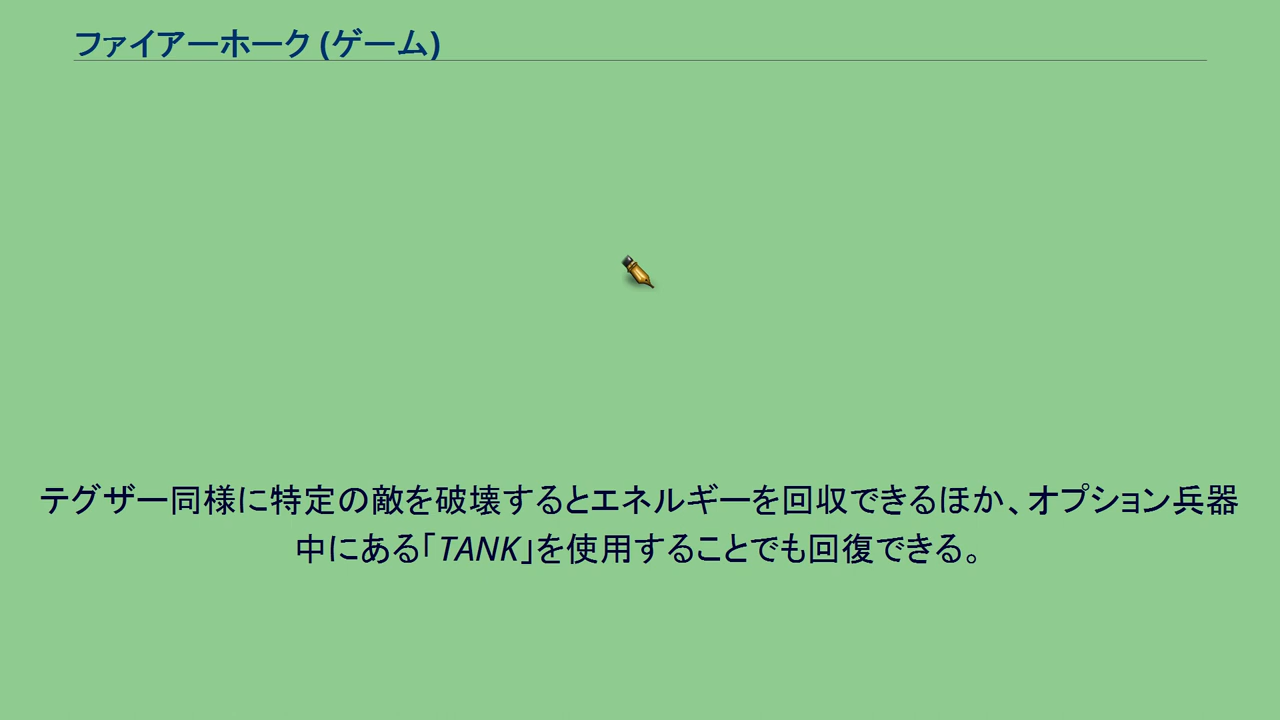 ファイアーホーク (ゲーム)
テグザー同様に特定の敵を破壊するとエネルギーを回収できるほか、オプション兵器
中にある「TANK」を使用することでも回復できる。